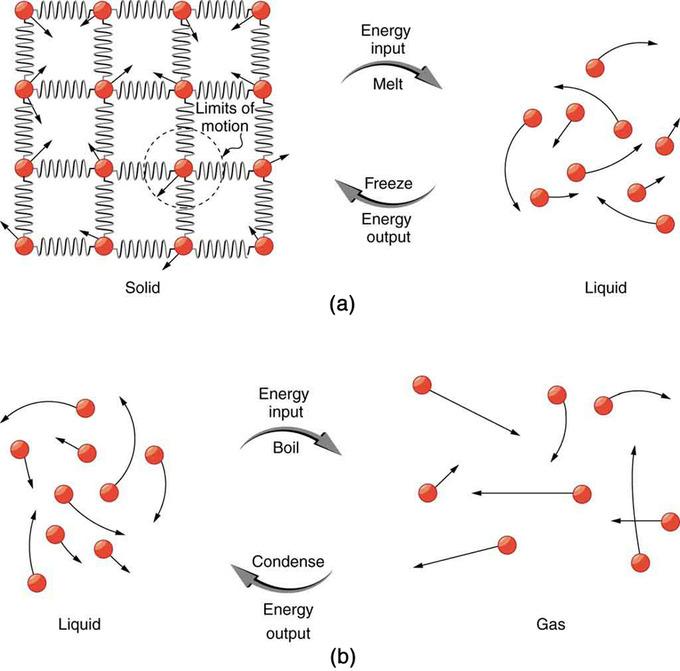 Energy
input
Melt
Limits of
motion
Freeze
Energy
output
Solid
Liquid
(a)
Energy
input
Boil
Condense
Energy
output
Liquid
Gas
(b)